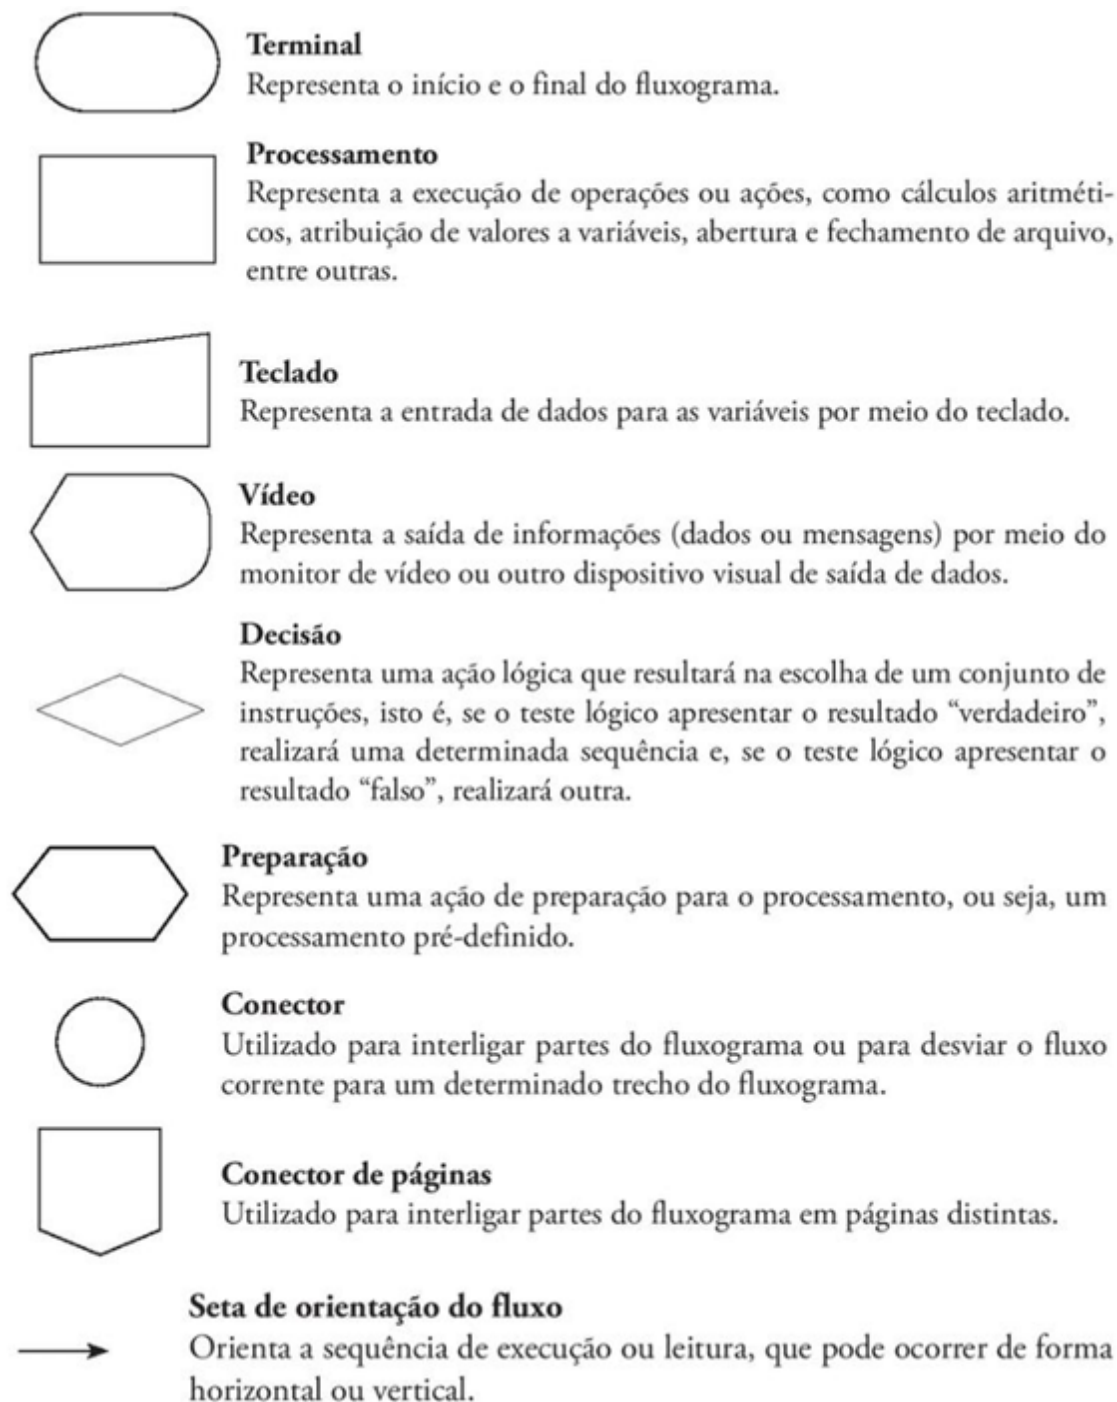 Terminal
Representa o início e o final do fluxograma.
Processamento
Representa a execução de operações ou ações, como cálculos aritméti-
cos, atribuição de valores a variáveis, abertura e fechamento de arquivo,
entre outras.
Teclado
Representa a entrada de dados para as variáveis por meio do teclado.
Vídeo
Representa a saída de informações (dados ou mensagens) por meio do
monitor de vídeo ou outro dispositivo visual de saída de dados.
Decisão
Representa uma ação lógica que resultará na escolha de um conjunto de
instruções, isto é, se o teste lógico apresentar o resultado “verdadeiro”,
realizará uma determinada sequência e, se o teste lógico apresentar o
resultado “falso”, realizará outra.
Preparação
Representa uma ação de preparação para o processamento, ou seja, um
processamento pré-definido.
Conector
Utilizado para interligar partes do fluxograma ou para desviar o fluxo
corrente para um determinado trecho do fluxograma.
Conector de páginas
Utilizado para interligar partes do fluxograma em páginas distintas.
Seta de orientação do fluxo
Orienta a sequência de execução ou leitura, que pode ocorrer de forma
horizontal ou vertical.